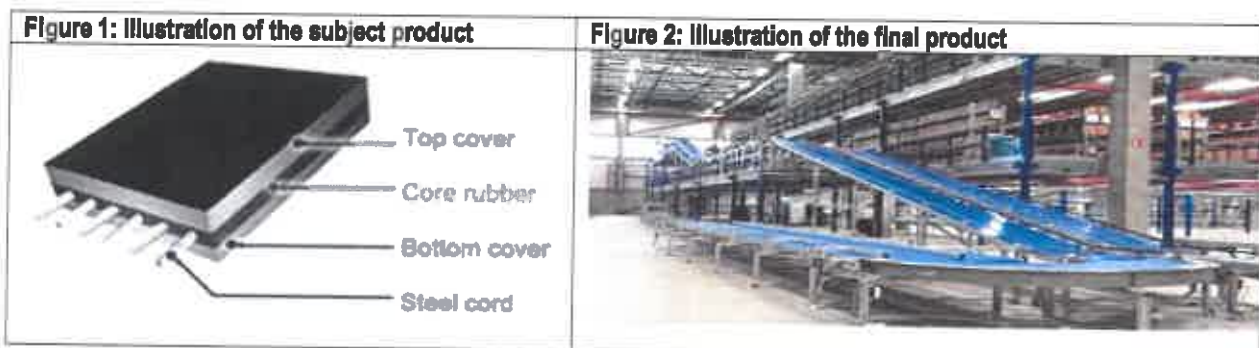 Figure 1: Illustration of the subject product
Figure 2: Illustration of the final product
Top cover
Core rubber
Bottom cover
Steel cord